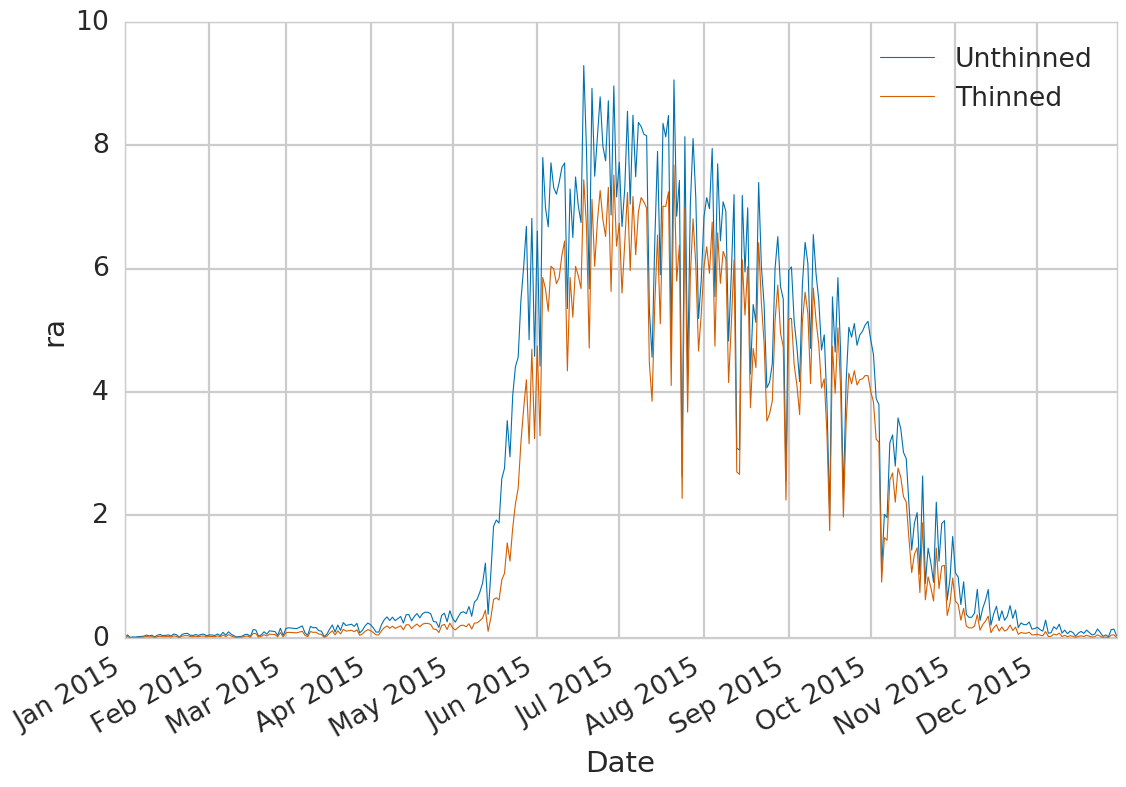 10
8
6
4
2
0
ra
Unthinned
Thinned
Jan 2015
Feb 2015
Mar 2015
Apr 2015
May 2015
Jun 2015
Jul 2015
Aug 2015
Sep 2015
Oct 2015
Nov 2015
Dec 2015
Date